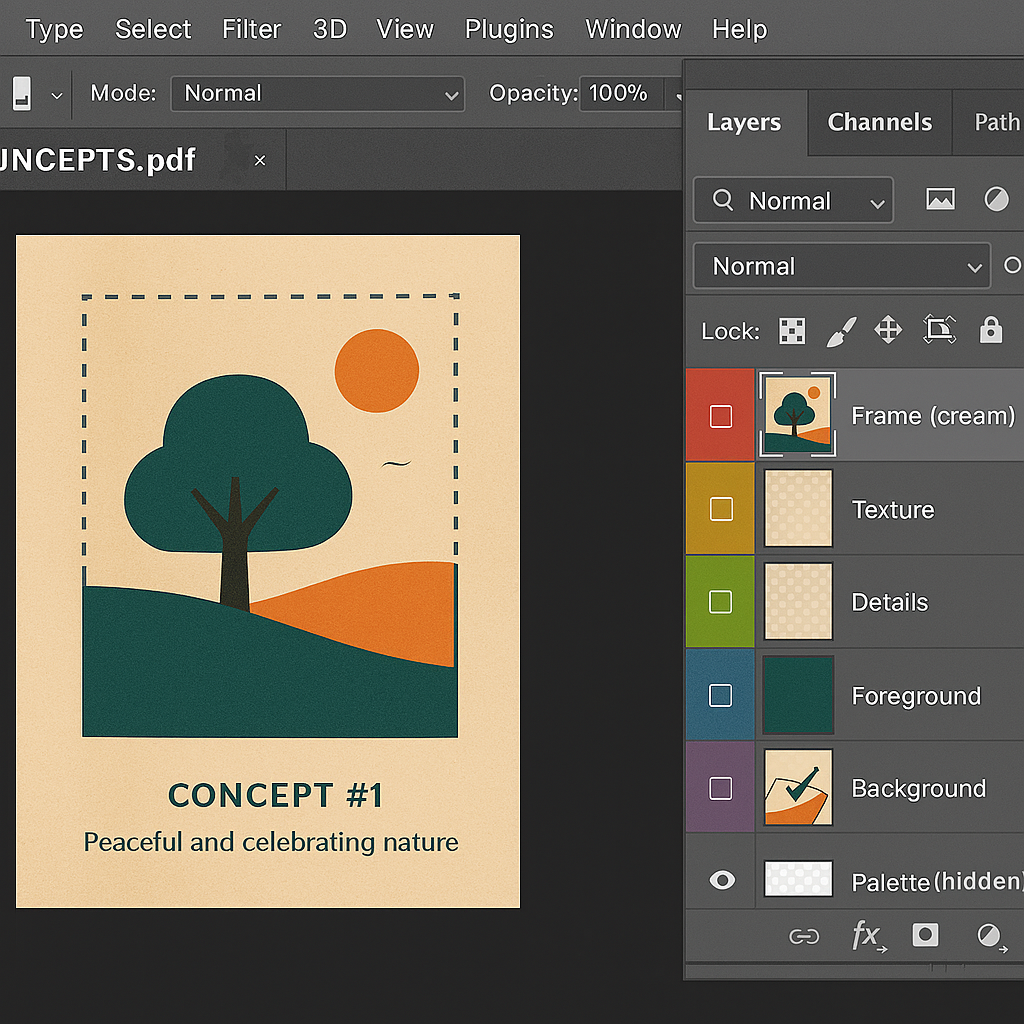 Type Select Filter 3D View Plugins Window Help
Mode: Normal Opacity: 100%
UNCEPTS.pdf ×
Layers Channels Path
Normal
Normal
Lock:
Frame (cream)
Texture
Details
Foreground
Background
Palette (hidden)
fx
CONCEPT #1
Peaceful and celebrating nature